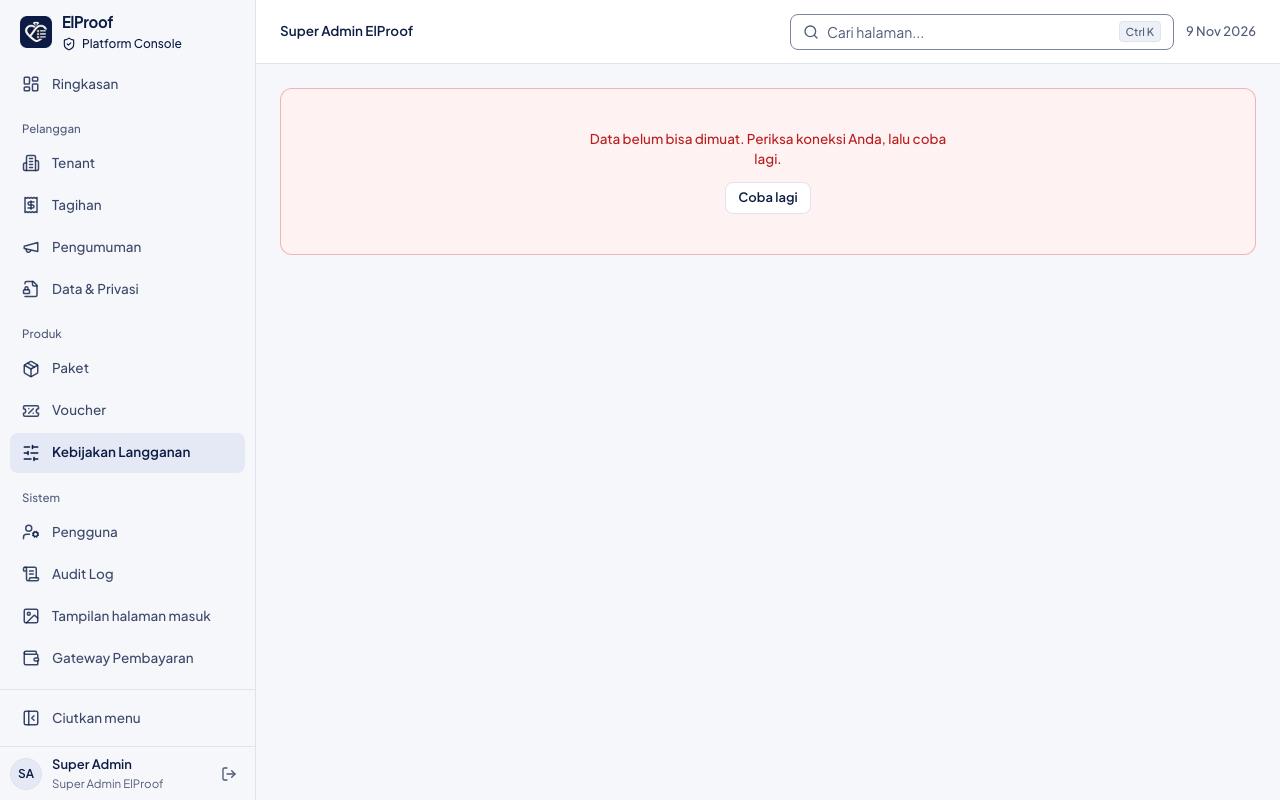 ElProof
Platform Console
Ringkasan
Pelanggan
Tenant
Tagihan
Pengumuman
Data & Privasi
Produk
Paket
Voucher
Kebijakan Langganan
Sistem
Pengguna
Audit Log
Tampilan halaman masuk
Gateway Pembayaran
Ciutkan menu
SA
Super Admin
Super Admin ElProof
Super Admin ElProof
Cari halaman...
Ctrl K
9 Nov 2026
Data belum bisa dimuat. Periksa koneksi Anda, lalu coba
lagi.
Coba lagi